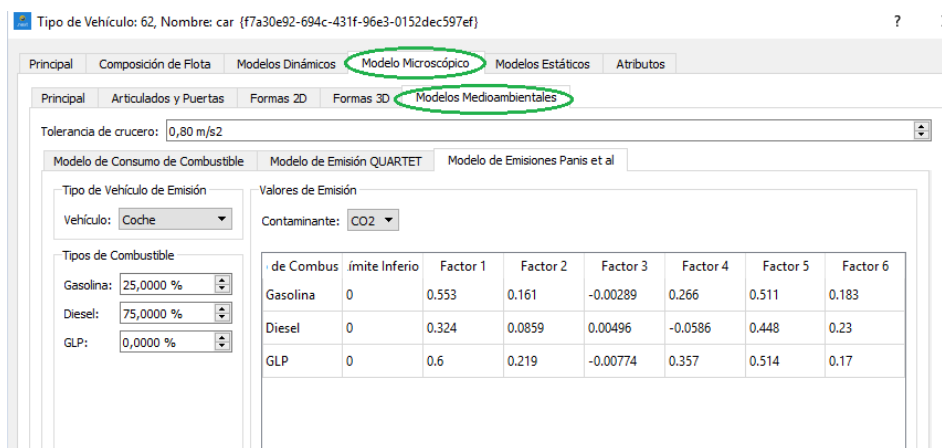 Tipo de Vehículo: 62, Nombre: car {f7a30e92-694c-431f-96e3-0152dec597ef} ?
Principal Composición de Flota Modelos Dinámicos Modelo Microscópico Modelos Estáticos Atributos
Principal Articulados y Puertas Formas 2D Formas 3D Modelos Medioambientales
Tolerancia de crucero: 0,80 m/s2
Modelo de Consumo de Combustible Modelo de Emisión QUARTET Modelo de Emisiones Panis et al
Tipo de Vehículo de Emisión
Vehículo: Coche
Tipos de Combustible
Gasolina: 25,0000 %
Diesel: 75,0000 %
GLP: 0,0000 %
Valores de Emisión
Contaminante: CO2
de Combus ímite Inferio Factor 1 Factor 2 Factor 3 Factor 4 Factor 5 Factor 6
Gasolina 0 0.553 0.161 -0.00289 0.266 0.511 0.183
Diesel 0 0.324 0.0859 0.00496 -0.0586 0.448 0.23
GLP 0 0.6 0.219 -0.00774 0.357 0.514 0.17